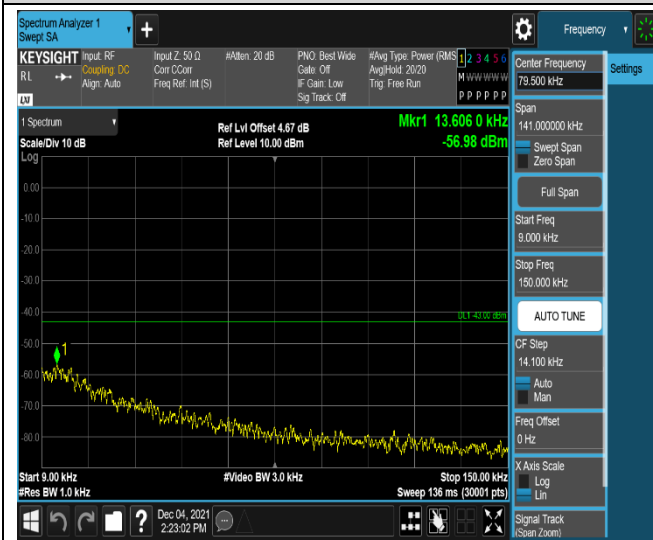 Spectrum Analyzer 1
Swept SA
+
Frequency
KEYSIGHT
RL
LXI
Input: RF
Coupling: DC
Align: Auto
Input Z: 50 Ω
Corr CCorr
Freq Ref: Int (S)
#Atten: 20 dB
PNO: Best Wide
Gate: Off
IF Gain: Low
Sig Track: Off
#Avg Type: Power (RMS
Avg|Hold: 20/20
Trig: Free Run
1 2 3 4 5 6
M W W W W W
P P P P P P
1 Spectrum
Scale/Div 10 dB
Log
Ref Lvl Offset 4.67 dB
Ref Level 10.00 dBm
Mkr1 13.606 0 kHz
-56.98 dBm
0.00
-10.0
-20.0
-30.0
-40.0
-50.0
-60.0
-70.0
-80.0
DL1 -43.00 dBm
1
Start 9.00 kHz
#Res BW 1.0 kHz
#Video BW 3.0 kHz
Stop 150.00 kHz
Sweep 136 ms (30001 pts)
?
Dec 04, 2021
2:23:02 PM
Center Frequency
79.500 kHz
Settings
Span
141.000000 kHz
Swept Span
Zero Span
Full Span
Start Freq
9.000 kHz
Stop Freq
150.000 kHz
AUTO TUNE
CF Step
14.100 kHz
Auto
Man
Freq Offset
0 Hz
X Axis Scale
Log
Lin
Signal Track
(Span Zoom)